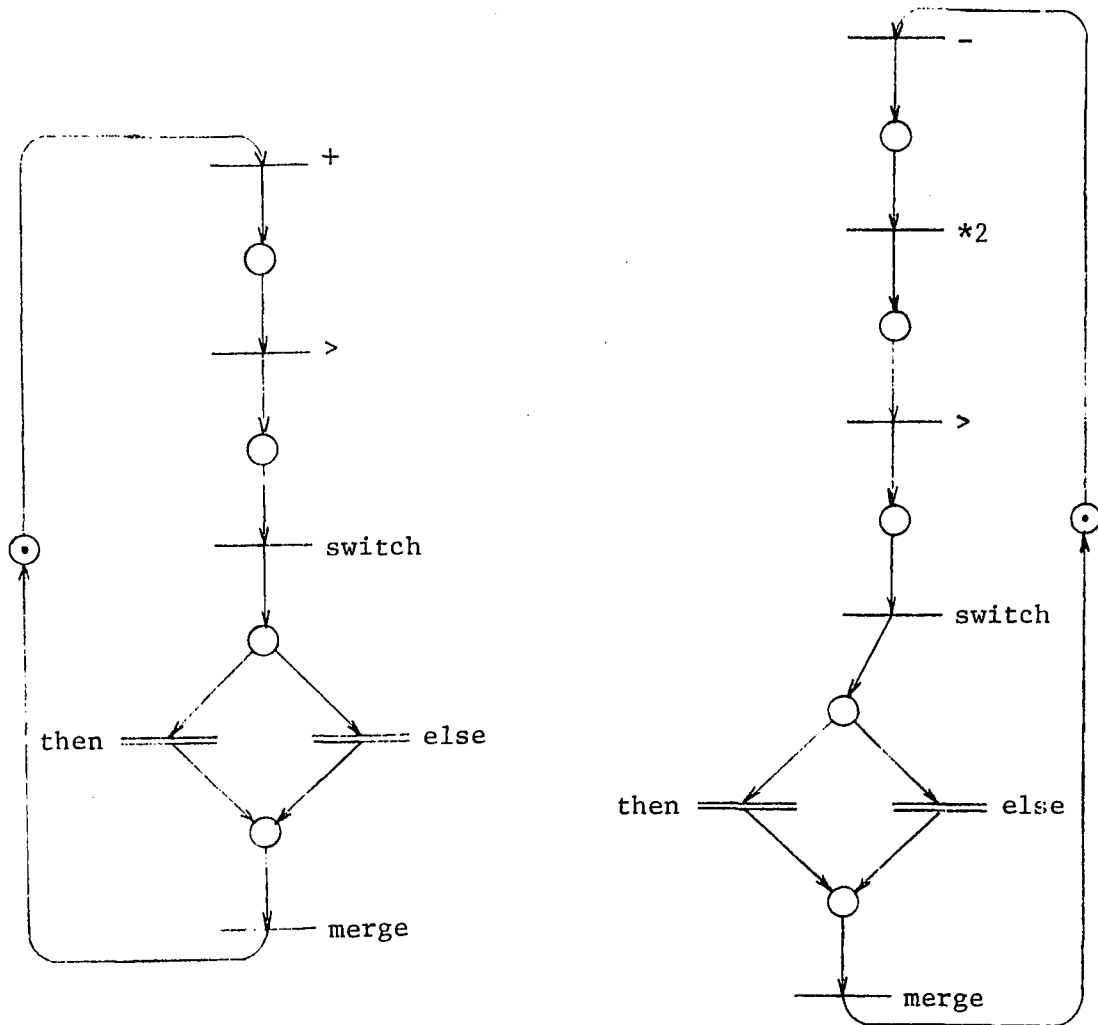 +
>
switch
then
else
merge
-
*2
>
switch
then
else
merge